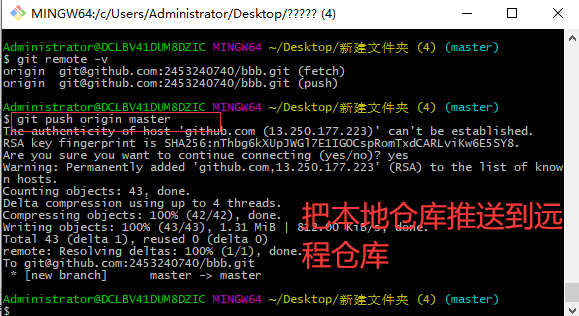 MINGW64:/c/Users/Administrator/Desktop/????? (4)
Administrator@DCLBV41DUM8DZIC MINGW64 ~/Desktop/新建文件夹 (4) (master)
$ git remote -v
origin  git@github.com:2453240740/bbb.git (fetch)
origin  git@github.com:2453240740/bbb.git (push)
Administrator@DCLBV41DUM8DZIC MINGW64 ~/Desktop/新建文件夹 (4) (master)
$ git push origin master
The authenticity of host 'github.com (13.250.177.223)' can't be established.
RSA key fingerprint is SHA256:nThbg6kXUpJWGl7E1IGOCspRomTxdCARLviKw6E5SY8.
Are you sure you want to continue connecting (yes/no)? yes
Warning: Permanently added 'github.com,13.250.177.223' (RSA) to the list of know
n hosts.
Counting objects: 43, done.
Delta compression using up to 4 threads.
Compressing objects: 100% (42/42), done.
Writing objects: 100% (43/43), 1.31 MiB | 812.00 KiB/s, done.
Total 43 (delta 1), reused 0 (delta 0)
remote: Resolving deltas: 100% (1/1), done.
To git@github.com:2453240740/bbb.git
 * [new branch]      master -> master
把本地仓库推送到远
程仓库
Administrator@DCLBV41DUM8DZIC MINGW64 ~/Desktop/新建文件夹 (4) (master)
$